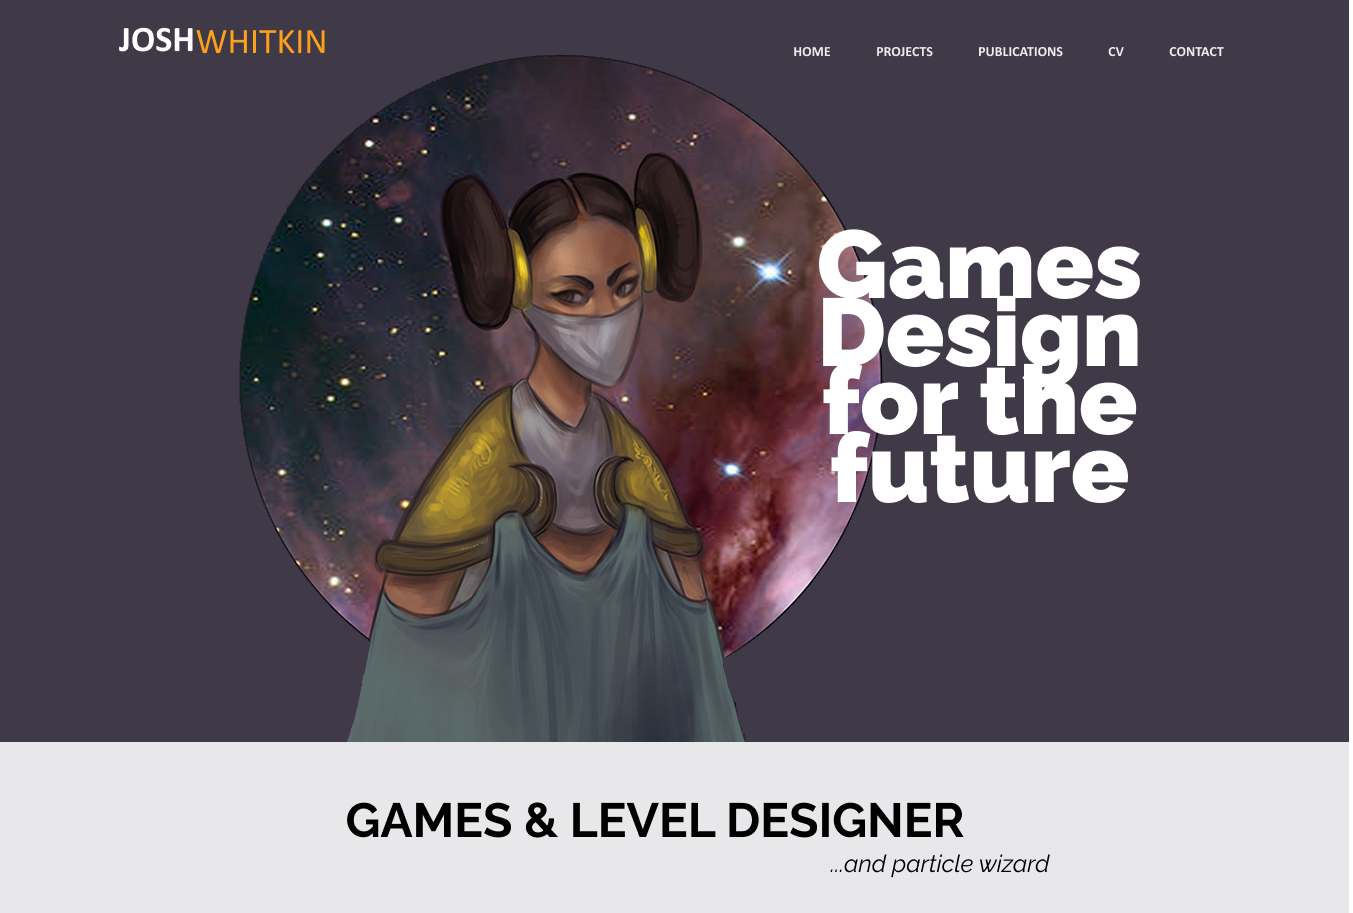 JOSHWHITKIN
HOME PROJECTS PUBLICATIONS CV CONTACT
Games
Design
for the
future
GAMES & LEVEL DESIGNER
...and particle wizard